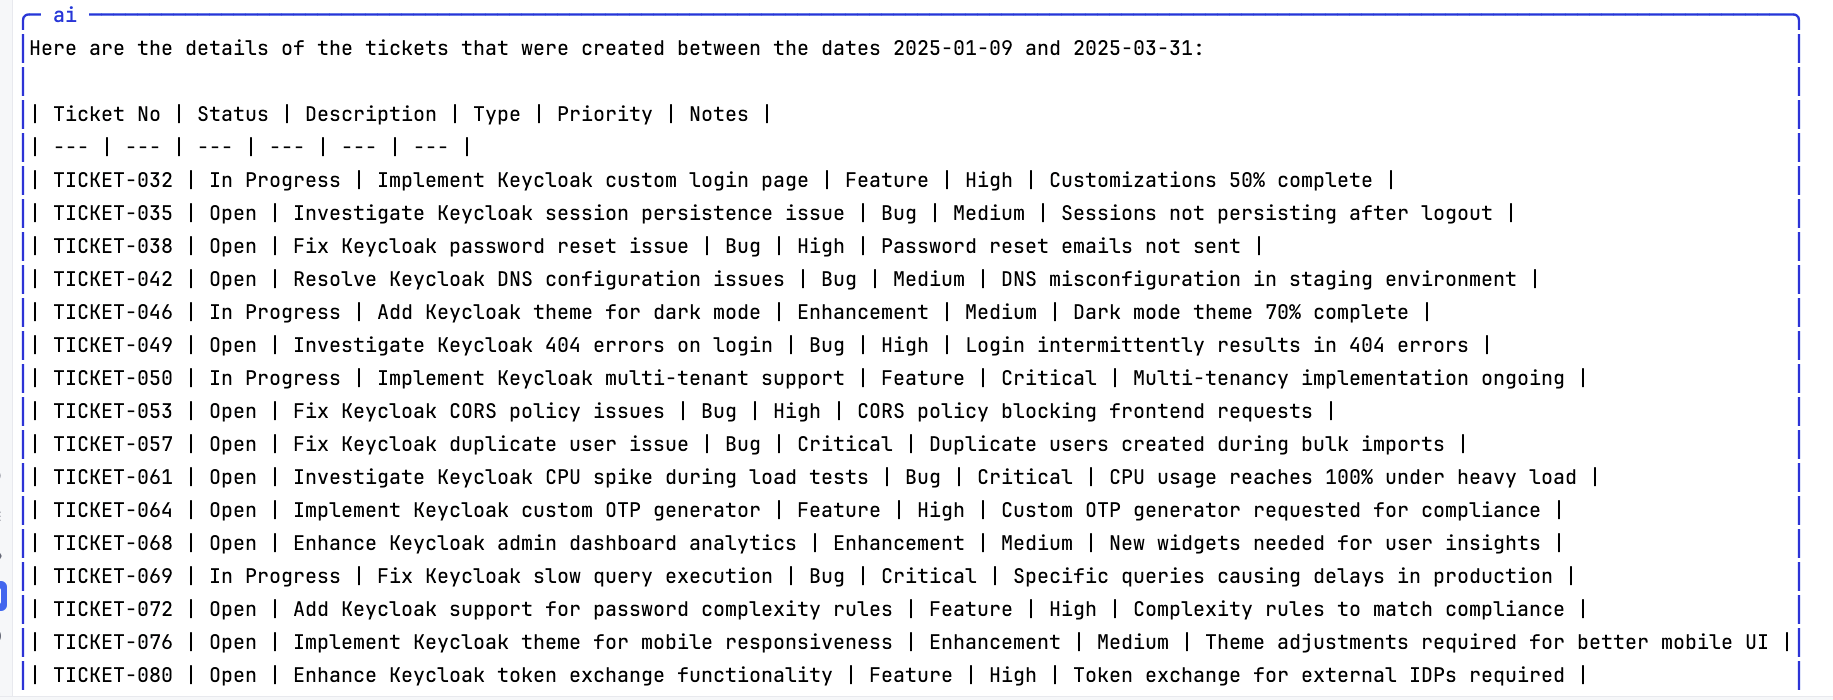 ai
Here are the details of the tickets that were created between the dates 2025-01-09 and 2025-03-31:
| Ticket No | Status | Description | Type | Priority | Notes |
| --- | --- | --- | --- | --- | --- |
| TICKET-032 | In Progress | Implement Keycloak custom login page | Feature | High | Customizations 50% complete |
| TICKET-035 | Open | Investigate Keycloak session persistence issue | Bug | Medium | Sessions not persisting after logout |
| TICKET-038 | Open | Fix Keycloak password reset issue | Bug | High | Password reset emails not sent |
| TICKET-042 | Open | Resolve Keycloak DNS configuration issues | Bug | Medium | DNS misconfiguration in staging environment |
| TICKET-046 | In Progress | Add Keycloak theme for dark mode | Enhancement | Medium | Dark mode theme 70% complete |
| TICKET-049 | Open | Investigate Keycloak 404 errors on login | Bug | High | Login intermittently results in 404 errors |
| TICKET-050 | In Progress | Implement Keycloak multi-tenant support | Feature | Critical | Multi-tenancy implementation ongoing |
| TICKET-053 | Open | Fix Keycloak CORS policy issues | Bug | High | CORS policy blocking frontend requests |
| TICKET-057 | Open | Fix Keycloak duplicate user issue | Bug | Critical | Duplicate users created during bulk imports |
| TICKET-061 | Open | Investigate Keycloak CPU spike during load tests | Bug | Critical | CPU usage reaches 100% under heavy load |
| TICKET-064 | Open | Implement Keycloak custom OTP generator | Feature | High | Custom OTP generator requested for compliance |
| TICKET-068 | Open | Enhance Keycloak admin dashboard analytics | Enhancement | Medium | New widgets needed for user insights |
| TICKET-069 | In Progress | Fix Keycloak slow query execution | Bug | Critical | Specific queries causing delays in production |
| TICKET-072 | Open | Add Keycloak support for password complexity rules | Feature | High | Complexity rules to match compliance |
| TICKET-076 | Open | Implement Keycloak theme for mobile responsiveness | Enhancement | Medium | Theme adjustments required for better mobile UI |
| TICKET-080 | Open | Enhance Keycloak token exchange functionality | Feature | High | Token exchange for external IDPs required |